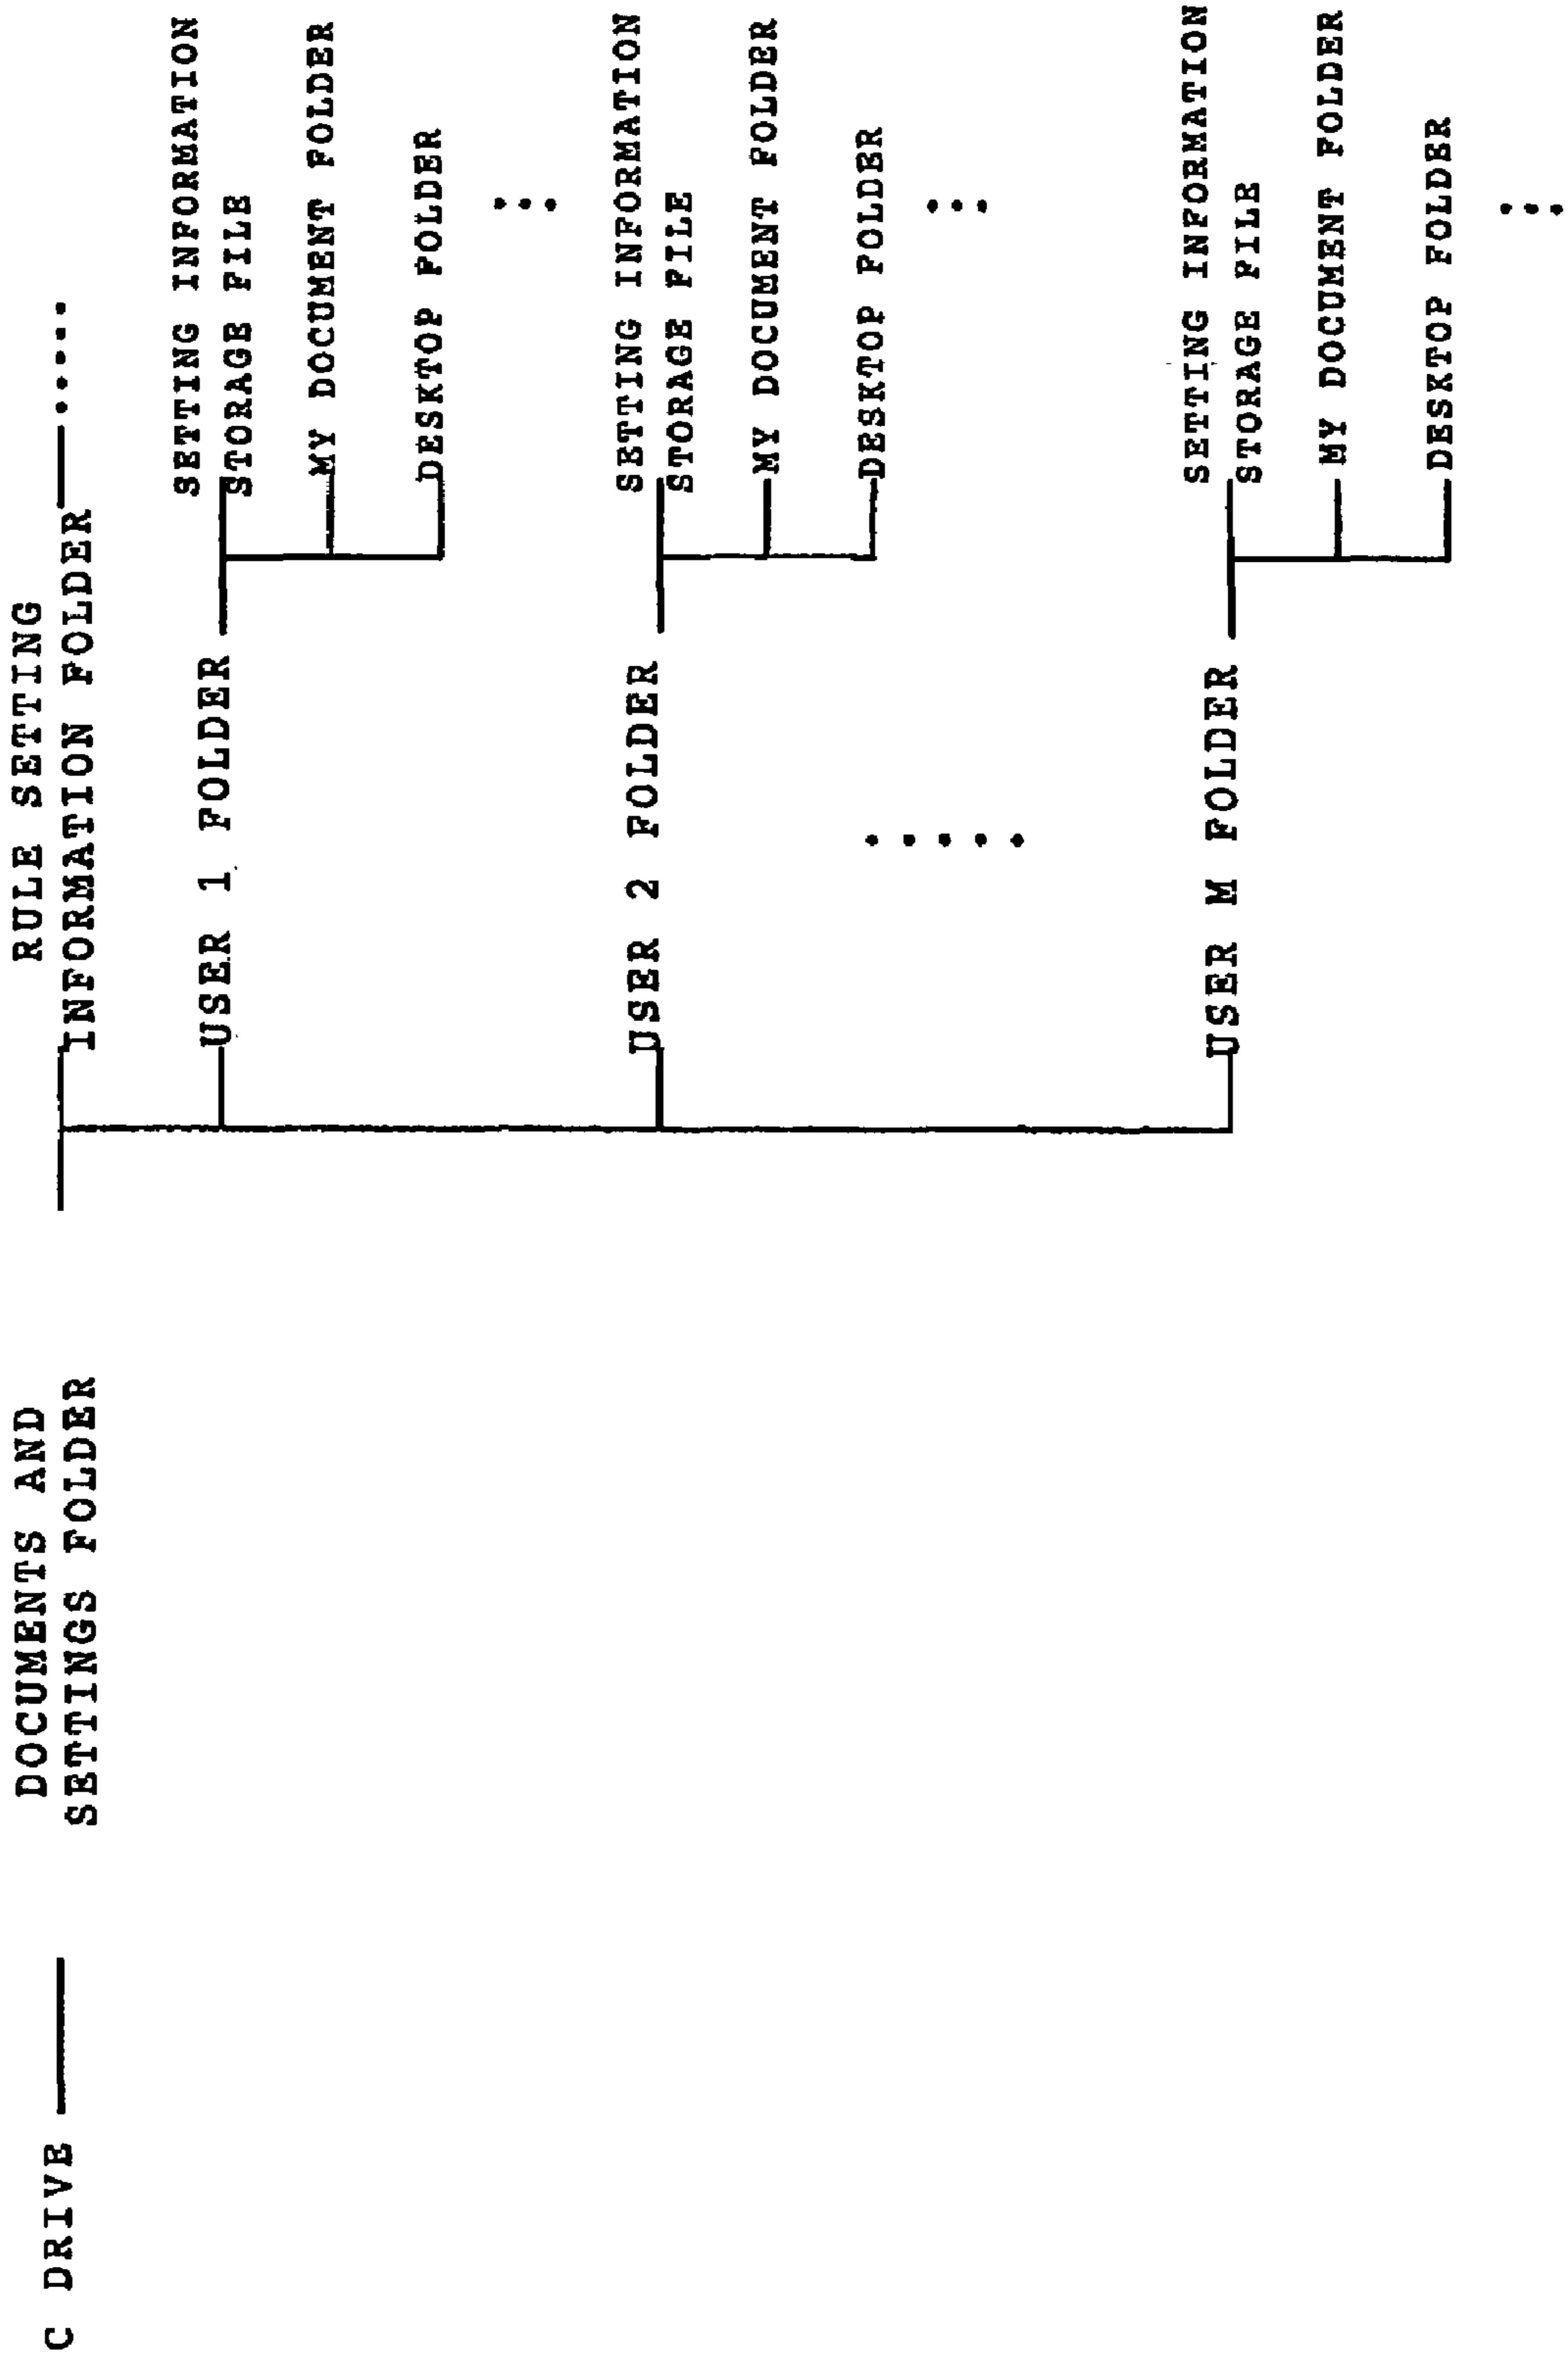 C DRIVE
DOCUMENTS AND
SETTINGS FOLDER
RULE SETTING
INFORMATION FOLDER
USER 1 FOLDER
SETTING INFORMATION
STORAGE FILE
MY DOCUMENT FOLDER
DESKTOP FOLDER
USER 2 FOLDER
SETTING INFORMATION
STORAGE FILE
MY DOCUMENT FOLDER
DESKTOP FOLDER
USER M FOLDER
SETTING INFORMATION
STORAGE FILE
MY DOCUMENT FOLDER
DESKTOP FOLDER